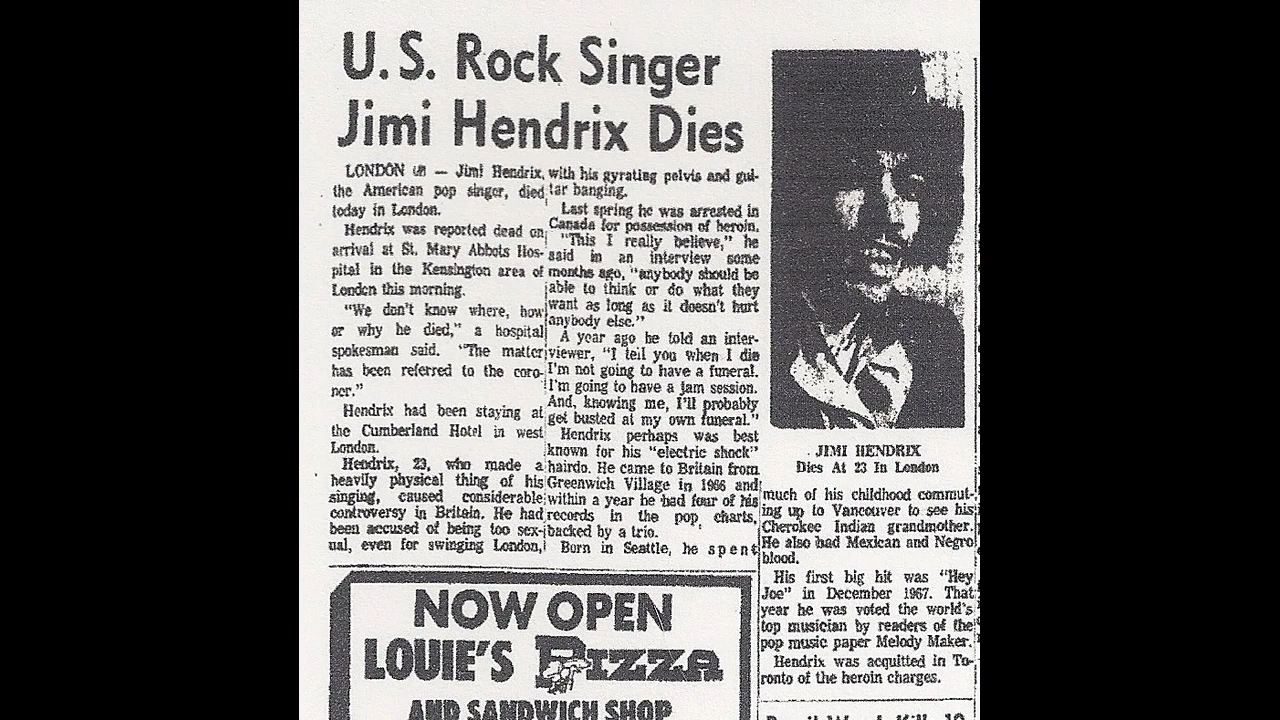 U.S. Rock Singer
Jimi Hendrix Dies
LONDON — Jimi Hendrix,
the American pop singer, died
today in London.
Hendrix was reported dead on
arrival at St. Mary Abbots Hos-
pital in the Kensington area of
London this morning.
"We don't know where, how
or why he died," a hospital
spokesman said. "The matter
has been referred to the coro-
ner."
Hendrix had been staying at
the Cumberland Hotel in west
London.
Hendrix, 23, who made a
heavily physical thing of his
singing, caused considerable
controversy in Britain. He had
been accused of being too sex-
ual, even for swinging London,
with his gyrating pelvis and gui-
tar banging.
Last spring he was arrested in
Canada for possession of heroin.
"This I really believe," he
said in an interview some
months ago, "anybody should be
able to think or do what they
want as long as it doesn't hurt
anybody else."
A year ago he told an inter-
viewer, "I tell you when I die
I'm not going to have a funeral.
I'm going to have a jam session.
And, knowing me, I'll probably
get busted at my own funeral."
Hendrix perhaps was best
known for his "electric shock"
hairdo. He came to Britain from
Greenwich Village in 1966 and
within a year he had four of his
records in the pop charts,
backed by a trio.
Born in Seattle, he spent
JIMI HENDRIX
Dies At 23 In London
much of his childhood commut-
ing up to Vancouver to see his
Cherokee Indian grandmother.
He also had Mexican and Negro
blood.
His first big hit was "Hey
Joe" in December 1967. That
year he was voted the world's
top musician by readers of the
pop music paper Melody Maker.
Hendrix was acquitted in To-
ronto of the heroin charges.
NOW OPEN
LOUIE'S PIZZA
AND SANDWICH SHOP